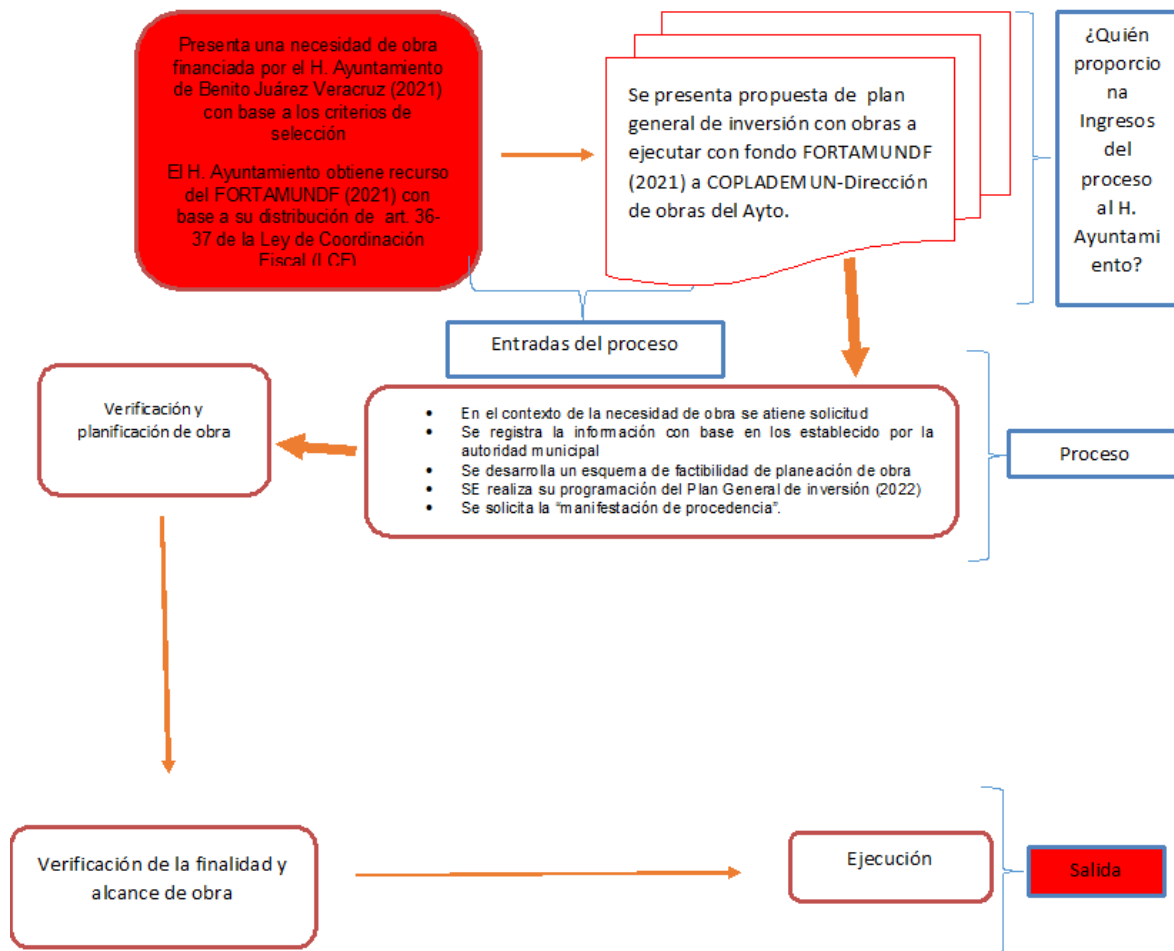 Presenta una necesidad de obra
financiada por el H. Ayuntamiento
de Benito Juárez Veracruz (2021)
con base a los criterios de
selección
El H. Ayuntamiento obtiene recurso
del FORTAMUNDF (2021) con
base a su distribución de art. 36-
37 de la Ley de Coordinación
Fiscal (LCF)
Se presenta propuesta de plan
general de inversión con obras a
ejecutar con fondo FORTAMUNDF
(2021) a COPLADEMUN-Dirección
de obras del Ayto.
¿Quién
proporcio
na
Ingresos
del
proceso
al H.
Ayuntami
ento?
Entradas del proceso
Verificación y
planificación de obra
• En el contexto de la necesidad de obra se atiene solicitud
• Se registra la información con base en los establecido por la
autoridad municipal
• Se desarrolla un esquema de factibilidad de planeación de obra
• SE realiza su programación del Plan General de inversión (2022)
• Se solicita la “manifestación de procedencia”.
Proceso
Verificación de la finalidad y
alcance de obra
Ejecución
Salida